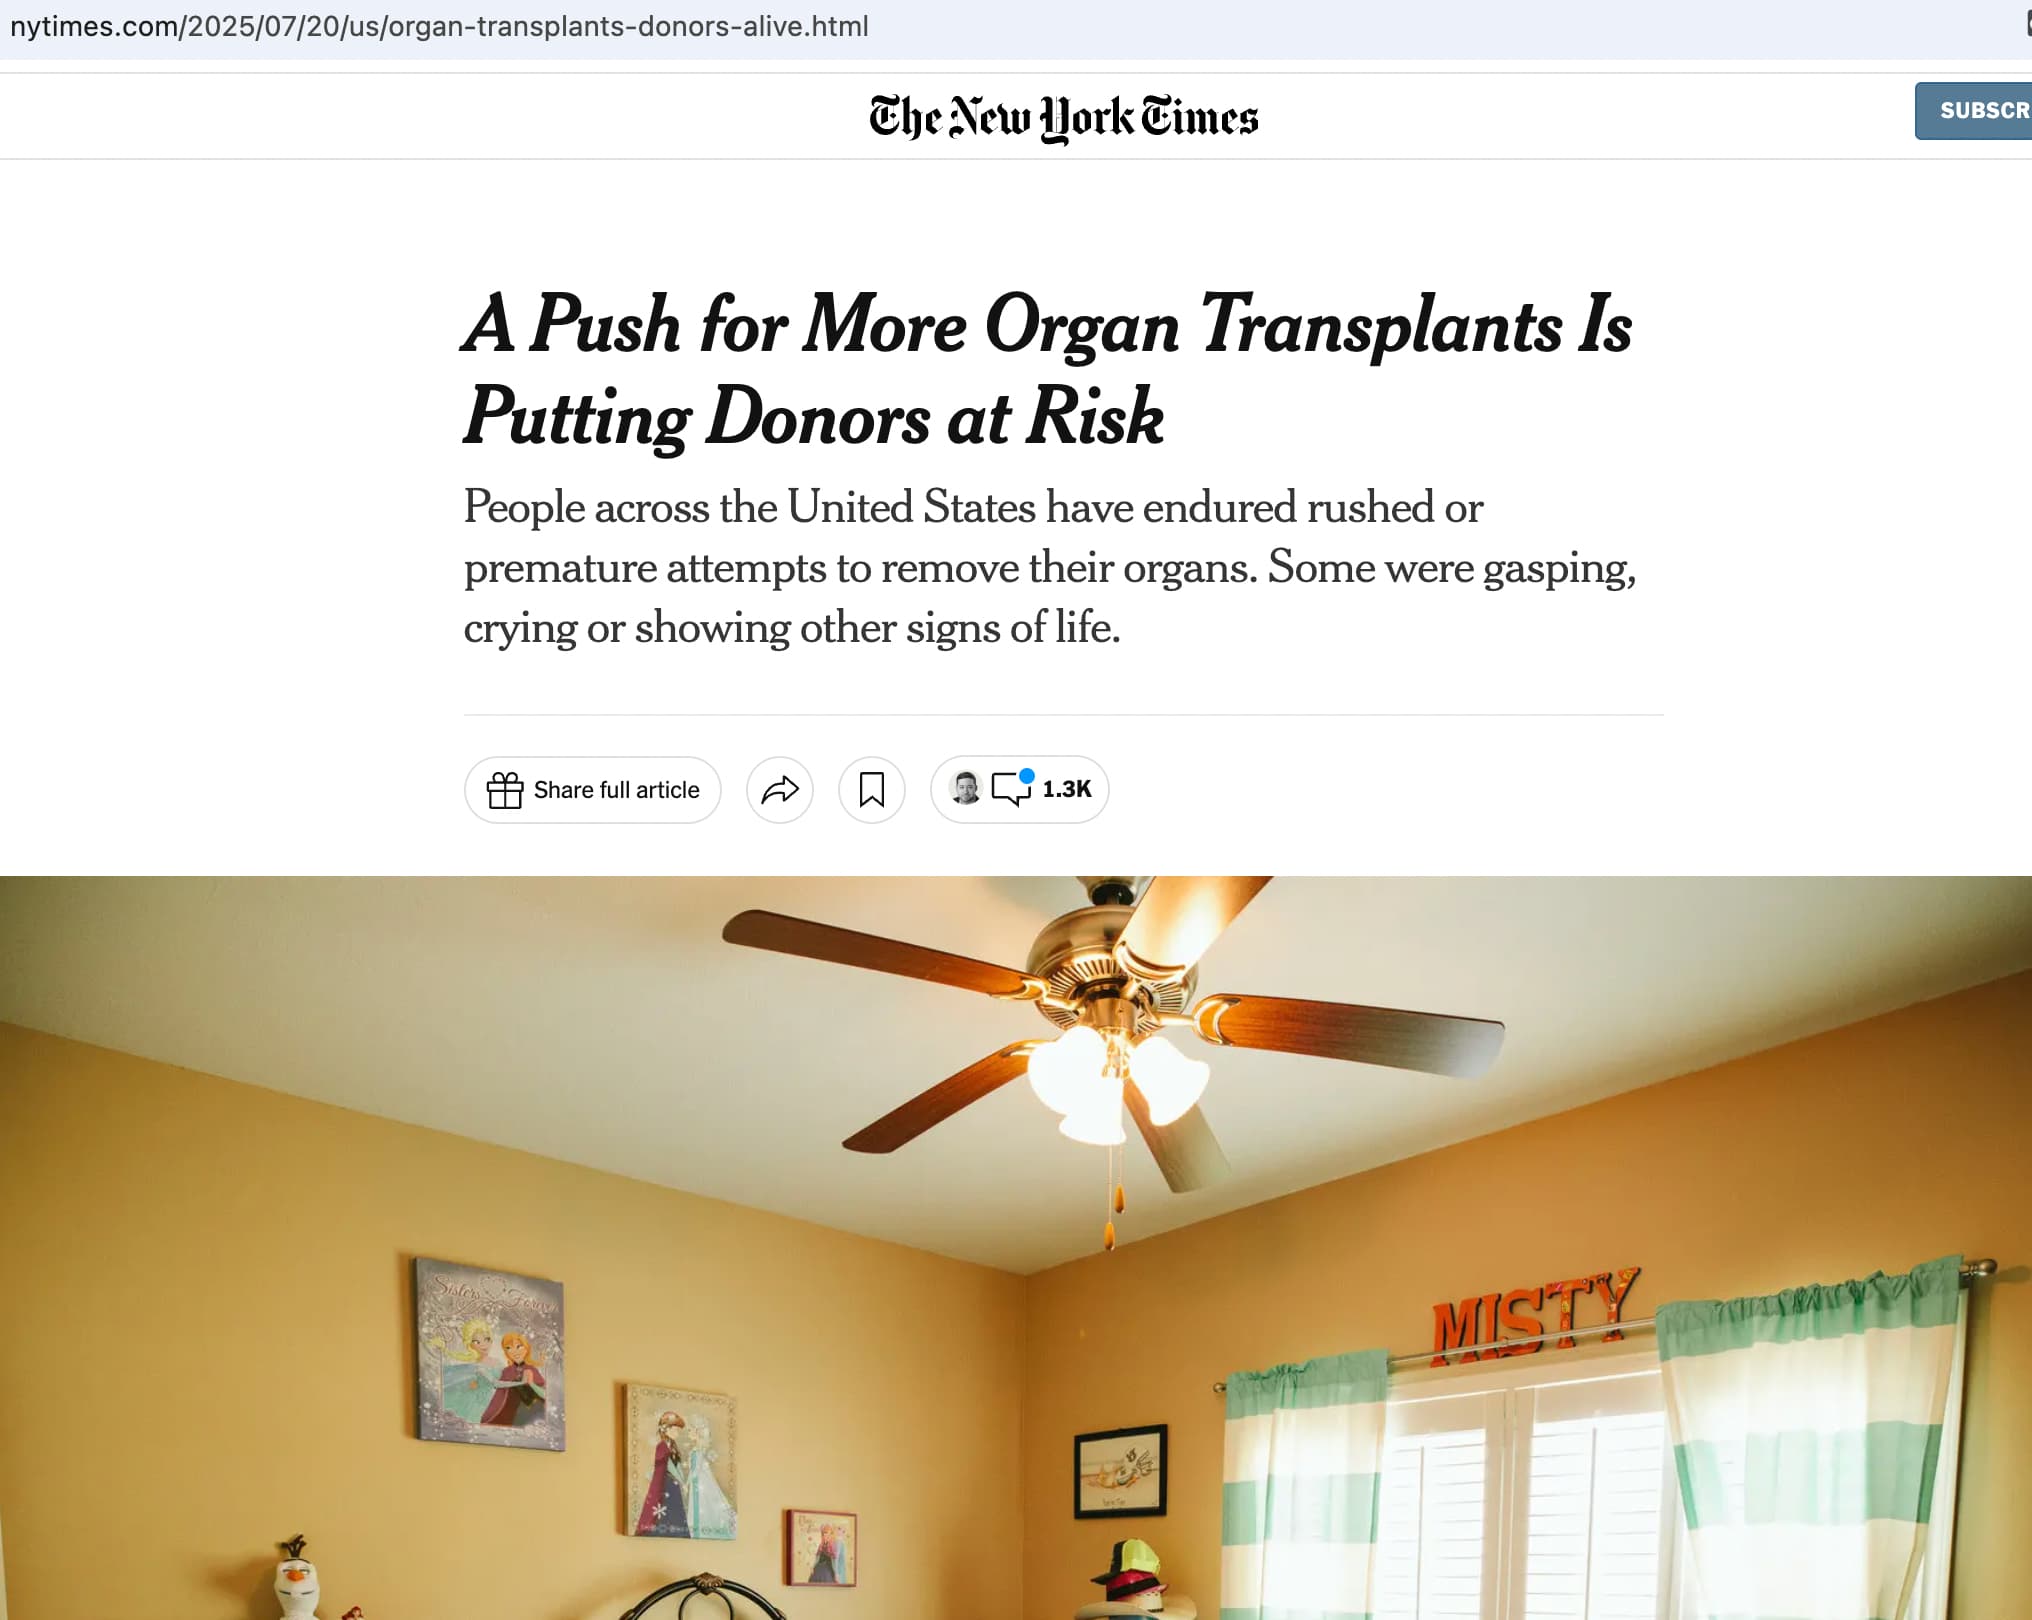 nytimes.com/2025/07/20/us/organ-transplants-donors-alive.html
The New York Times
SUBSCR
A Push for More Organ Transplants Is
Putting Donors at Risk
People across the United States have endured rushed or
premature attempts to remove their organs. Some were gasping,
crying or showing other signs of life.
Share full article
1.3K
Sisters Forever
MISTY